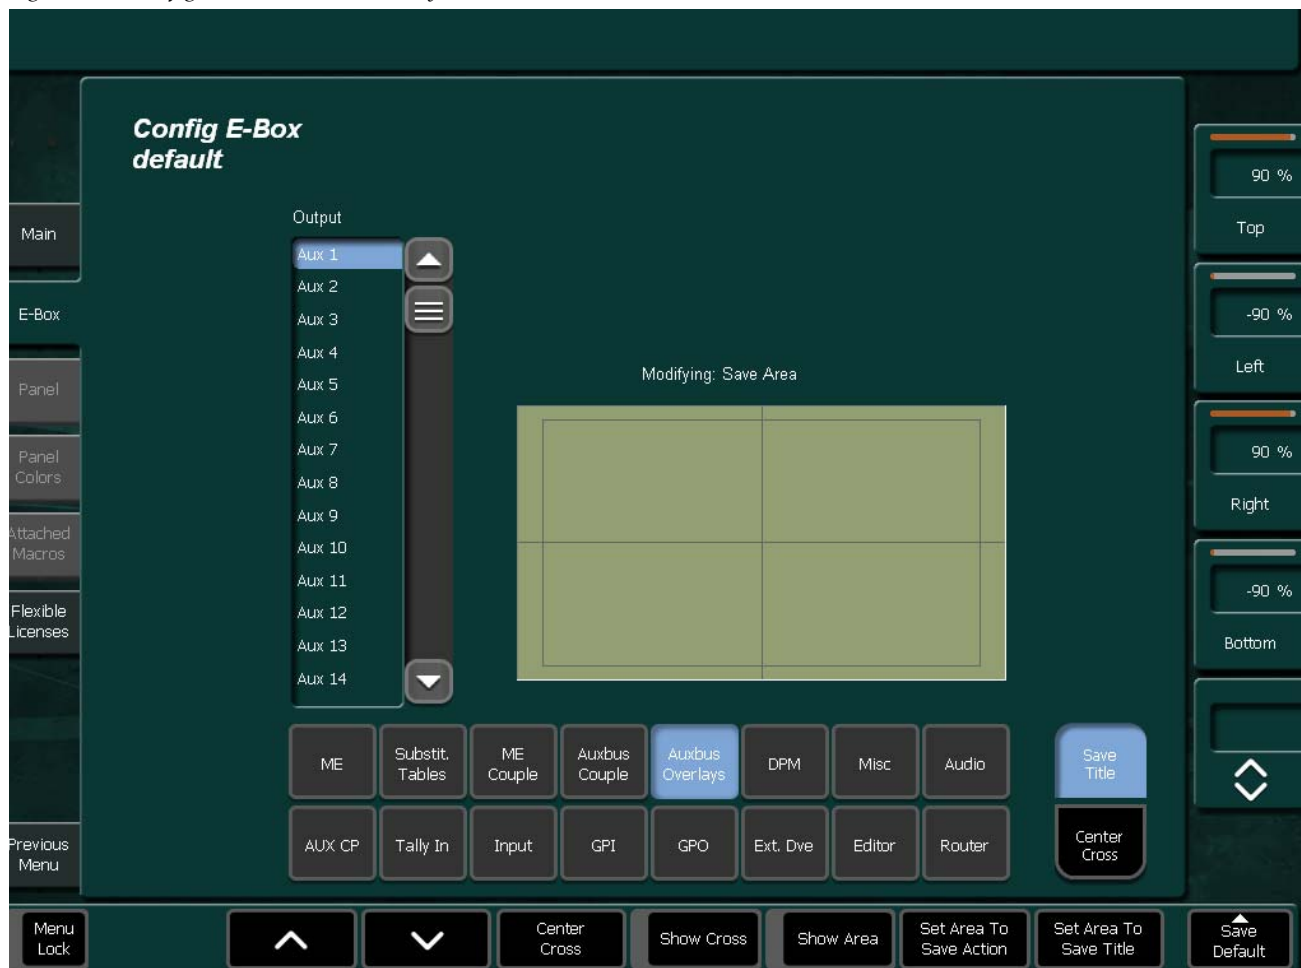 Config E-Box
default
Main
E-Box
Panel
Panel
Colors
Attached
Macros
Flexible
Licenses
Previous
Menu
Output
Aux 1
Aux 2
Aux 3
Aux 4
Aux 5
Aux 6
Aux 7
Aux 8
Aux 9
Aux 10
Aux 11
Aux 12
Aux 13
Aux 14
Modifying: Save Area
90 %
Top
-90 %
Left
90 %
Right
-90 %
Bottom
ME
Substit.
Tables
ME
Couple
Auxbus
Couple
Auxbus
Overlays
DPM
Misc
Audio
Save
Title
AUX CP
Tally In
Input
GPI
GPO
Ext. Dve
Editor
Router
Center
Cross
Menu
Lock
Center
Cross
Show Cross
Show Area
Set Area To
Save Action
Set Area To
Save Title
Save
Default